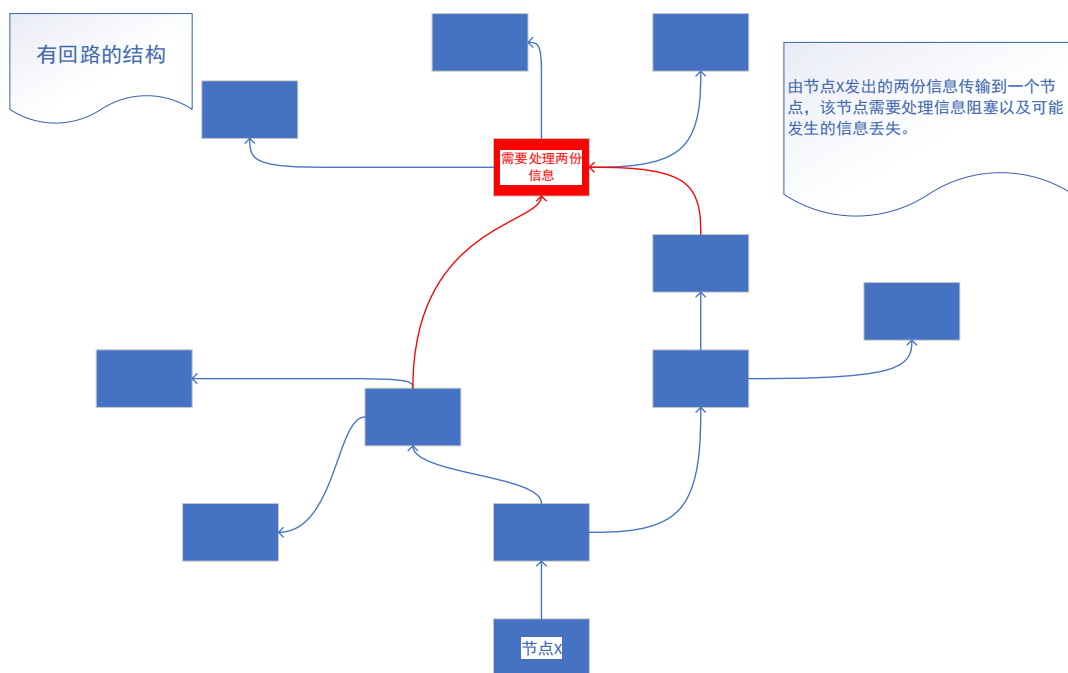 有回路的结构
由节点X发出的两份信息传输到一个节
点，该节点需要处理信息阻塞以及可能
发生的信息丢失。
需要处理两份
信息
节点X